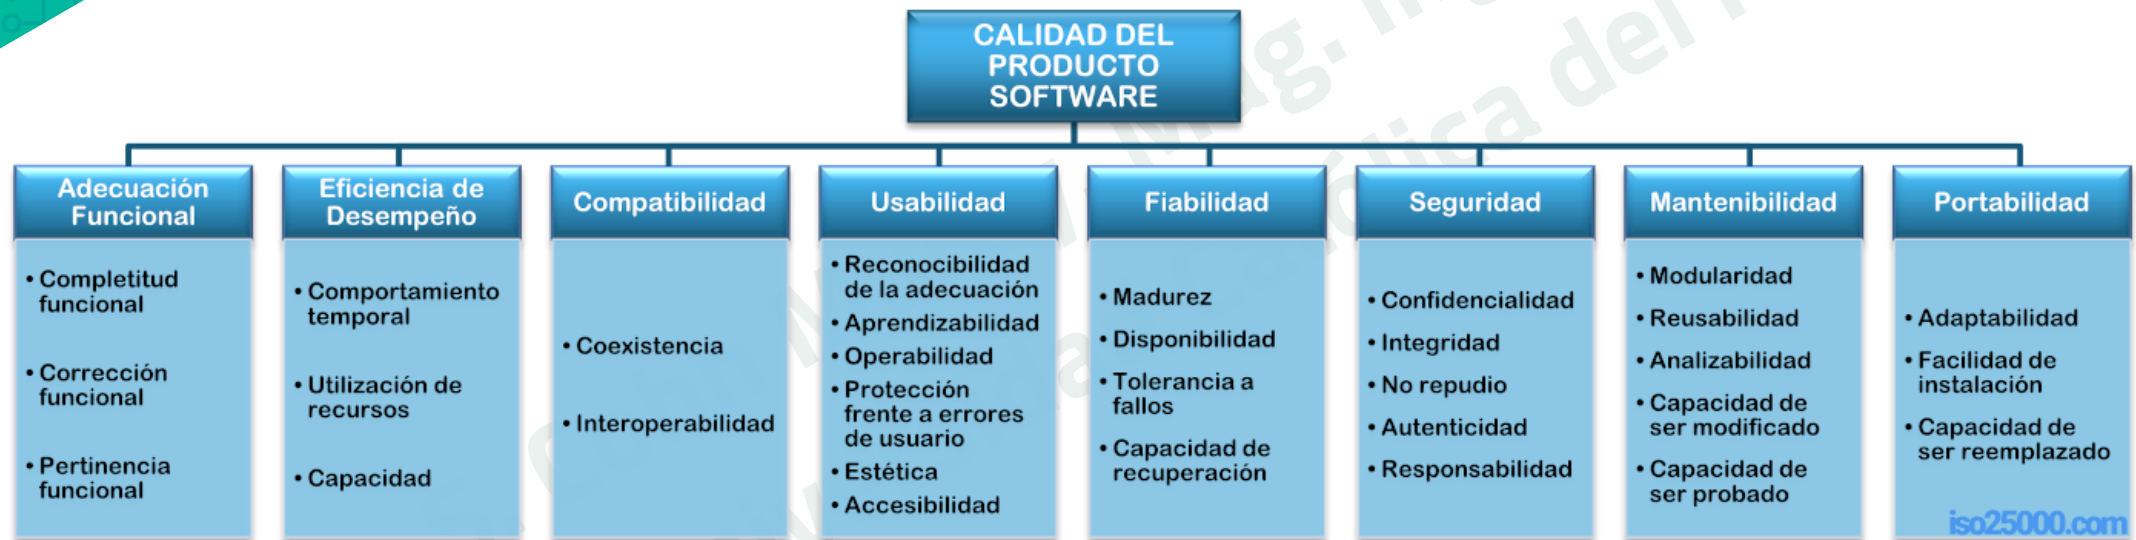 CALIDAD DEL
PRODUCTO
SOFTWARE
Adecuación
Funcional
• Completitud
funcional
• Corrección
funcional
• Pertinencia
funcional
Eficiencia de
Desempeño
• Comportamiento
temporal
• Utilización de
recursos
• Capacidad
Compatibilidad
• Coexistencia
• Interoperabilidad
Usabilidad
• Reconocibilidad
de la adecuación
• Aprendizabilidad
• Operabilidad
• Protección
frente a errores
de usuario
• Estética
• Accesibilidad
Fiabilidad
• Madurez
• Disponibilidad
• Tolerancia a
fallos
• Capacidad de
recuperación
Seguridad
• Confidencialidad
• Integridad
• No repudio
• Autenticidad
• Responsabilidad
Mantenibilidad
• Modularidad
• Reusabilidad
• Analizabilidad
• Capacidad de
ser modificado
• Capacidad de
ser probado
Portabilidad
• Adaptabilidad
• Facilidad de
instalación
• Capacidad de
ser reemplazado
iso25000.com
Mag.
del